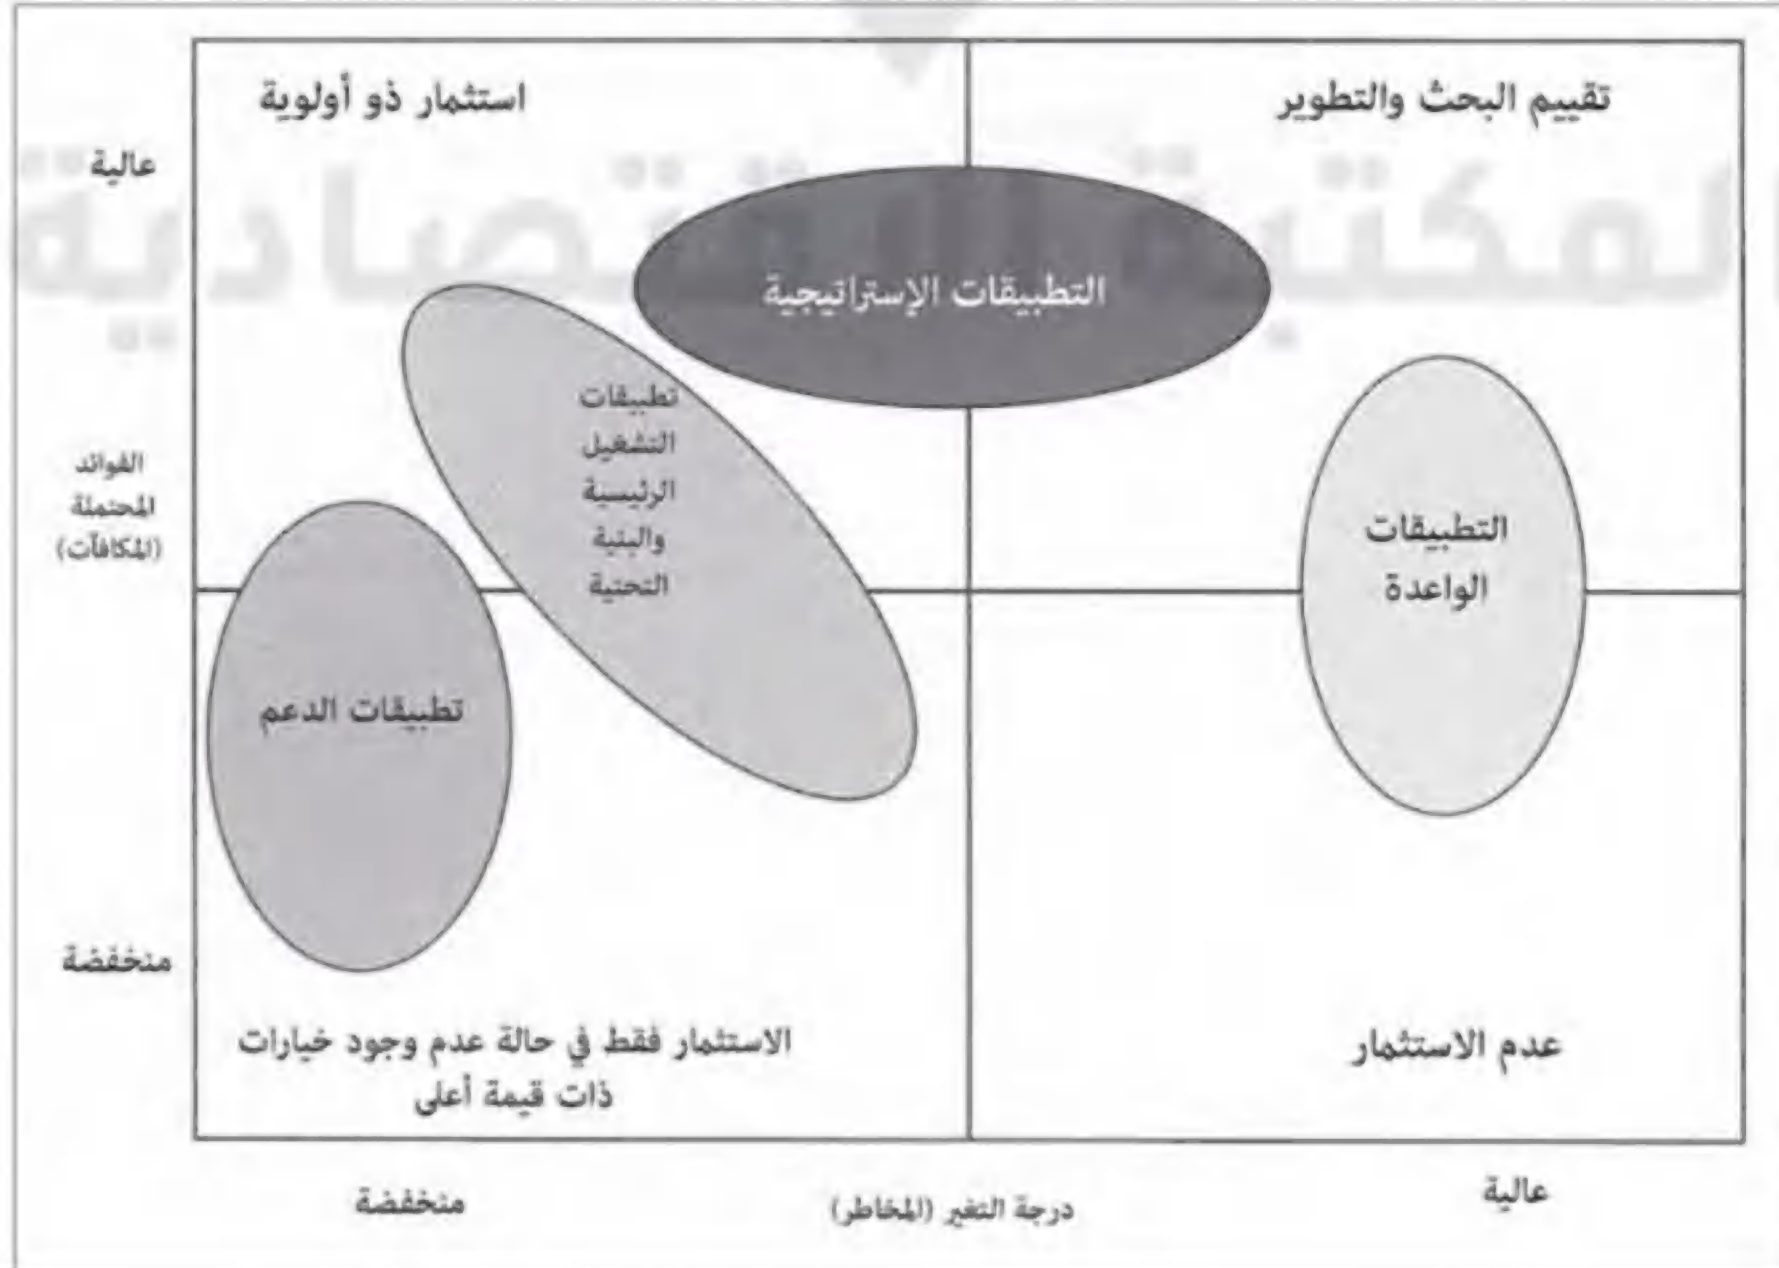 تقييم البحث والتطوير
استثمار ذو أولوية
عالية
المكتبة الاقتصادية
التطبيقات الإستراتيجية
تطبيقات
التشغيل
الرئيسية
والبنية
التحتية
الفوائد
المحتملة
(المكافآت)
التطبيقات
الواعدة
تطبيقات الدعم
منخفضة
عدم الاستثمار
الاستثمار فقط في حالة عدم وجود خيارات
ذات قيمة أعلى
عالية
درجة التغير (المخاطر)
منخفضة